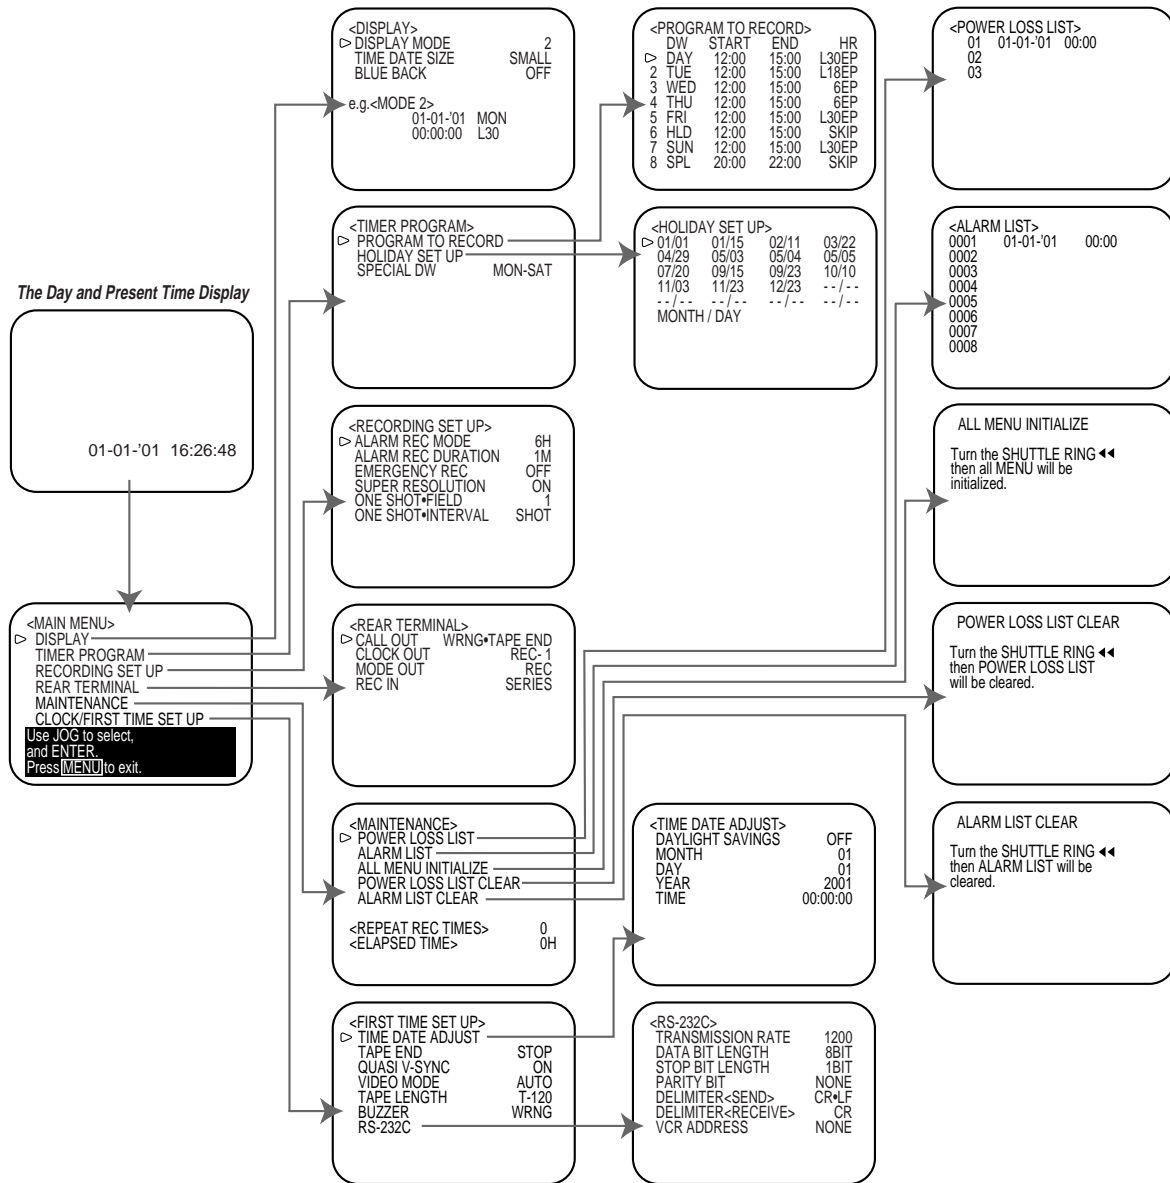 The Day and Present Time Display
01-01-'01 16:26:48
<MAIN MENU>
DISPLAY
TIMER PROGRAM
RECORDING SET UP
REAR TERMINAL
MAINTENANCE
CLOCK/FIRST TIME SET UP
Use JOG to select,
and ENTER.
Press MENU to exit.
<DISPLAY>
DISPLAY MODE 2
TIME DATE SIZE SMALL
BLUE BACK OFF
e.g.<MODE 2>
01-01-'01 MON
00:00:00 L30
<TIMER PROGRAM>
PROGRAM TO RECORD
HOLIDAY SET UP
SPECIAL DW MON-SAT
<RECORDING SET UP>
ALARM REC MODE 6H
ALARM REC DURATION 1M
EMERGENCY REC OFF
SUPER RESOLUTION ON
ONE SHOT•FIELD 1
ONE SHOT•INTERVAL SHOT
<REAR TERMINAL>
CALL OUT WRNG•TAPE END
CLOCK OUT REC- 1
MODE OUT REC
REC IN SERIES
<MAINTENANCE>
POWER LOSS LIST
ALARM LIST
ALL MENU INITIALIZE
POWER LOSS LIST CLEAR
ALARM LIST CLEAR
<REPEAT REC TIMES> 0
<ELAPSED TIME> 0H
<FIRST TIME SET UP>
TIME DATE ADJUST
TAPE END STOP
QUASI V-SYNC ON
VIDEO MODE AUTO
TAPE LENGTH T-120
BUZZER WRNG
RS-232C
<PROGRAM TO RECORD>
DW START END HR
DAY 12:00 15:00 L30EP
2 TUE 12:00 15:00 L18EP
3 WED 12:00 15:00 6EP
4 THU 12:00 15:00 6EP
5 FRI 12:00 15:00 L30EP
6 HLD 12:00 15:00 SKIP
7 SUN 12:00 15:00 L30EP
8 SPL 20:00 22:00 SKIP
<HOLIDAY SET UP>
01/01 01/15 02/11 03/22
04/29 05/03 05/04 05/05
07/20 09/15 09/23 10/10
11/03 11/23 12/23 - - / - -
- - / - - - - / - - - - / - - - - / - -
MONTH / DAY
<TIME DATE ADJUST>
DAYLIGHT SAVINGS OFF
MONTH 01
DAY 01
YEAR 2001
TIME 00:00:00
<RS-232C>
TRANSMISSION RATE 1200
DATA BIT LENGTH 8BIT
STOP BIT LENGTH 1BIT
PARITY BIT NONE
DELIMITER<SEND> CR•LF
DELIMITER<RECEIVE> CR
VCR ADDRESS NONE
<POWER LOSS LIST>
01 01-01-'01 00:00
02
03
<ALARM LIST>
0001 01-01-'01 00:00
0002
0003
0004
0005
0006
0007
0008
ALL MENU INITIALIZE
Turn the SHUTTLE RING ◀◀
then all MENU will be
initialized.
POWER LOSS LIST CLEAR
Turn the SHUTTLE RING ◀◀
then POWER LOSS LIST
will be cleared.
ALARM LIST CLEAR
Turn the SHUTTLE RING ◀◀
then ALARM LIST will be
cleared.